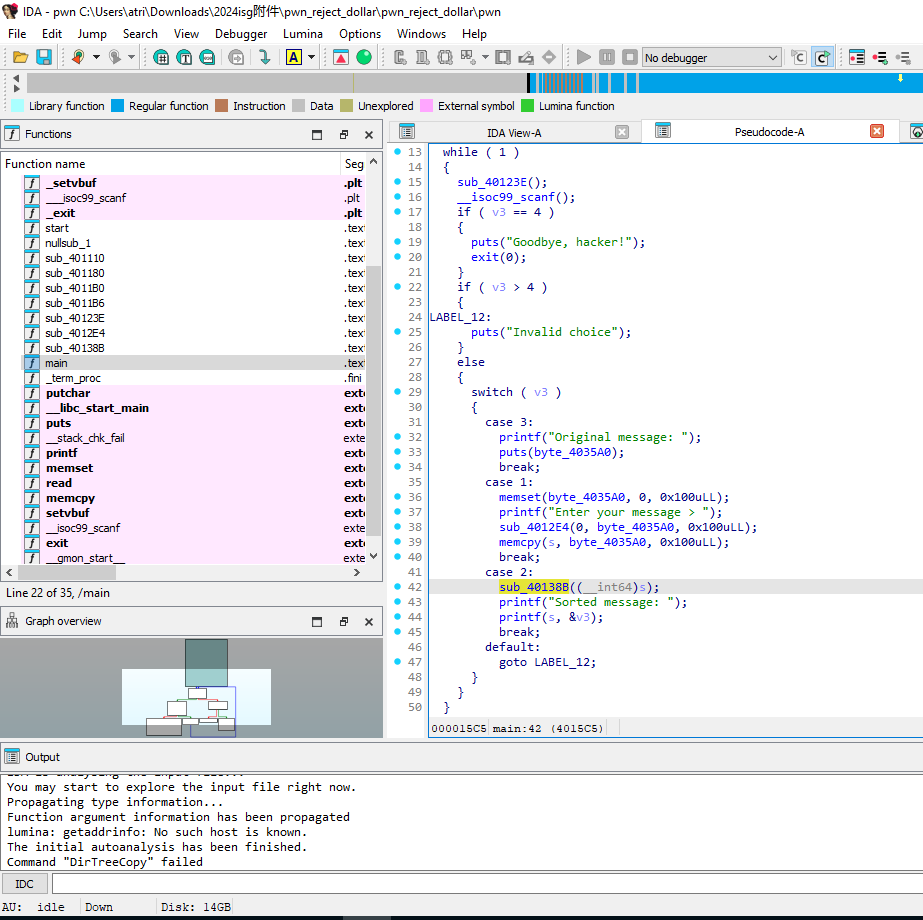 IDA - pwn C:\Users\atri\Downloads\2024isg附件\pwn_reject_dollar\pwn_reject_dollar\pwn
File Edit Jump Search View Debugger Lumina Options Windows Help
No debugger
Library function Regular function Instruction Data Unexplored External symbol Lumina function
Functions
Function name Seg
_setvbuf .plt
___isoc99_scanf .plt
_exit .plt
start .text
nullsub_1 .text
sub_401110 .text
sub_401180 .text
sub_4011B0 .text
sub_4011B6 .text
sub_40123E .text
sub_4012E4 .text
sub_40138B .text
main .text
_term_proc .fini
putchar exte
__libc_start_main exte
puts exte
__stack_chk_fail exte
printf exte
memset exte
read exte
memcpy exte
setvbuf exte
__isoc99_scanf exte
exit exte
__gmon_start__ exte
Line 22 of 35, /main
Graph overview
IDA View-A Pseudocode-A
13 while ( 1 )
14 {
15 sub_40123E();
16 __isoc99_scanf();
17 if ( v3 == 4 )
18 {
19 puts("Goodbye, hacker!");
20 exit(0);
21 }
22 if ( v3 > 4 )
23 {
24 LABEL_12:
25 puts("Invalid choice");
26 }
27 else
28 {
29 switch ( v3 )
30 {
31 case 3:
32 printf("Original message: ");
33 puts(byte_4035A0);
34 break;
35 case 1:
36 memset(byte_4035A0, 0, 0x100uLL);
37 printf("Enter your message > ");
38 sub_4012E4(0, byte_4035A0, 0x100uLL);
39 memcpy(s, byte_4035A0, 0x100uLL);
40 break;
41 case 2:
42 sub_40138B((__int64)s);
43 printf("Sorted message: ");
44 printf(s, &v3);
45 break;
46 default:
47 goto LABEL_12;
48 }
49 }
50 }
000015C5 main:42 (4015C5)
Output
You may start to explore the input file right now.
Propagating type information...
Function argument information has been propagated
lumina: getaddrinfo: No such host is known.
The initial autoanalysis has been finished.
Command "DirTreeCopy" failed
IDC
AU: idle Down Disk: 14GB